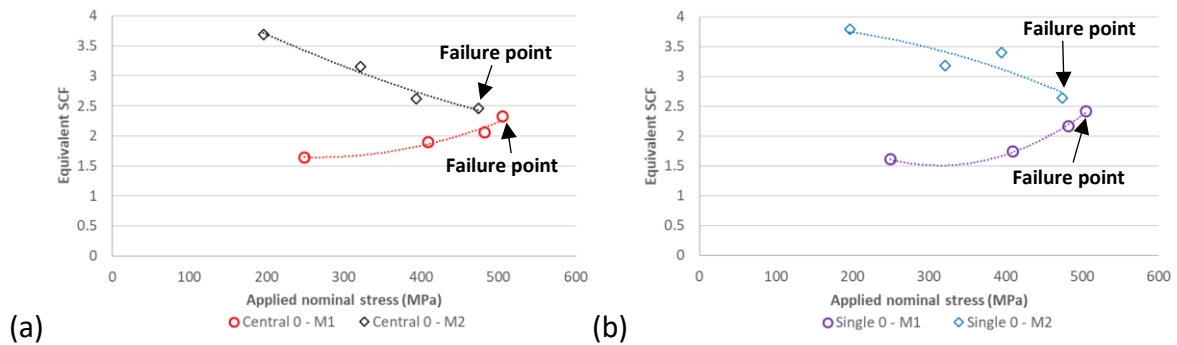 4
3.5
3
2.5
2
1.5
1
0.5
0
Equivalent SCF
Failure point
Failure point
0 100 200 300 400 500 600
Applied nominal stress (MPa)
Central 0 - M1 Central 0 - M2
(a)
4
3.5
3
2.5
2
1.5
1
0.5
0
Equivalent SCF
Failure point
Failure point
0 100 200 300 400 500 600
Applied nominal stress (MPa)
Single 0 - M1 Single 0 - M2
(b)